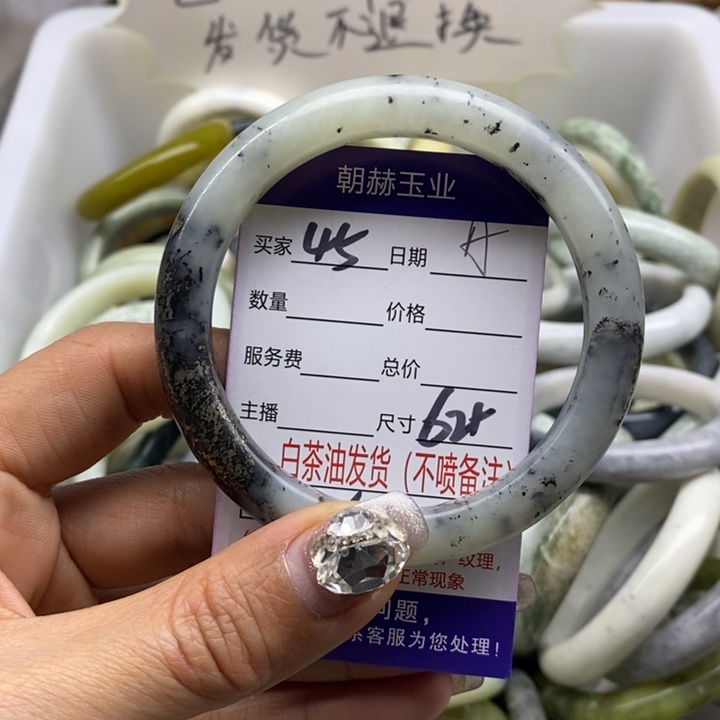 发货不退换
朝赫玉业
买家 45 日期
数量 价格
服务费 总价
主播 尺寸 62+
白茶油发货（不喷备注）
纹理，
正常现象
问题，
系客服为您处理！